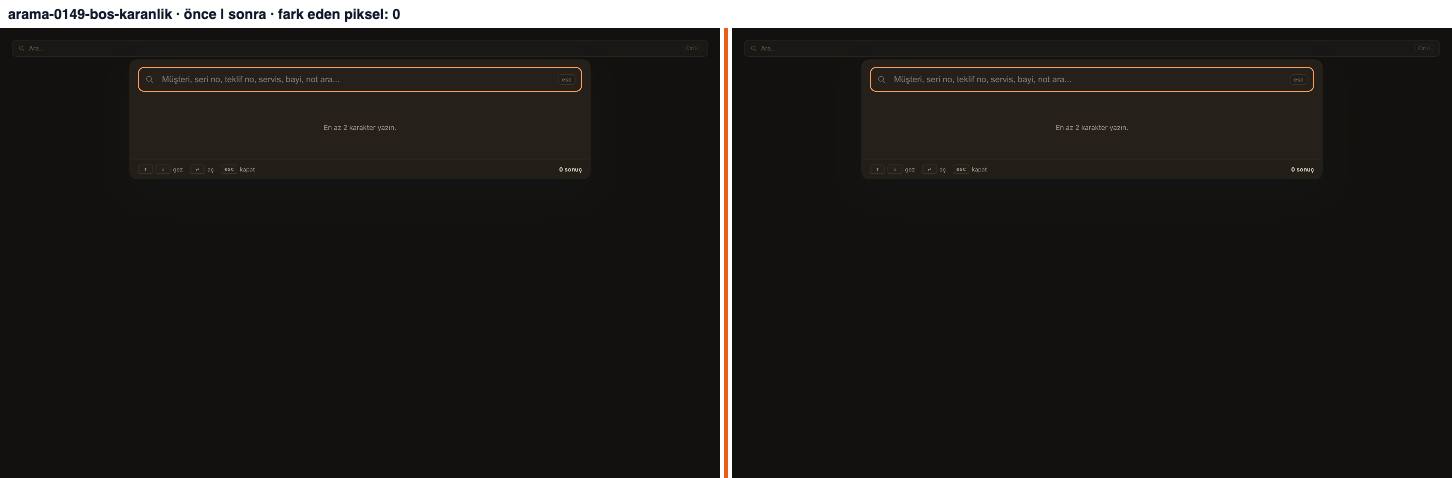 arama-0149-bos-karanlik · önce | sonra · fark eden piksel: 0
Ara...
Müşteri, seri no, teklif no, servis, bayi, not ara...
esc
En az 2 karakter yazın.
↑ ↓ gez ↵ aç esc kapat
0 sonuç
Ara...
Müşteri, seri no, teklif no, servis, bayi, not ara...
esc
En az 2 karakter yazın.
↑ ↓ gez ↵ aç esc kapat
0 sonuç